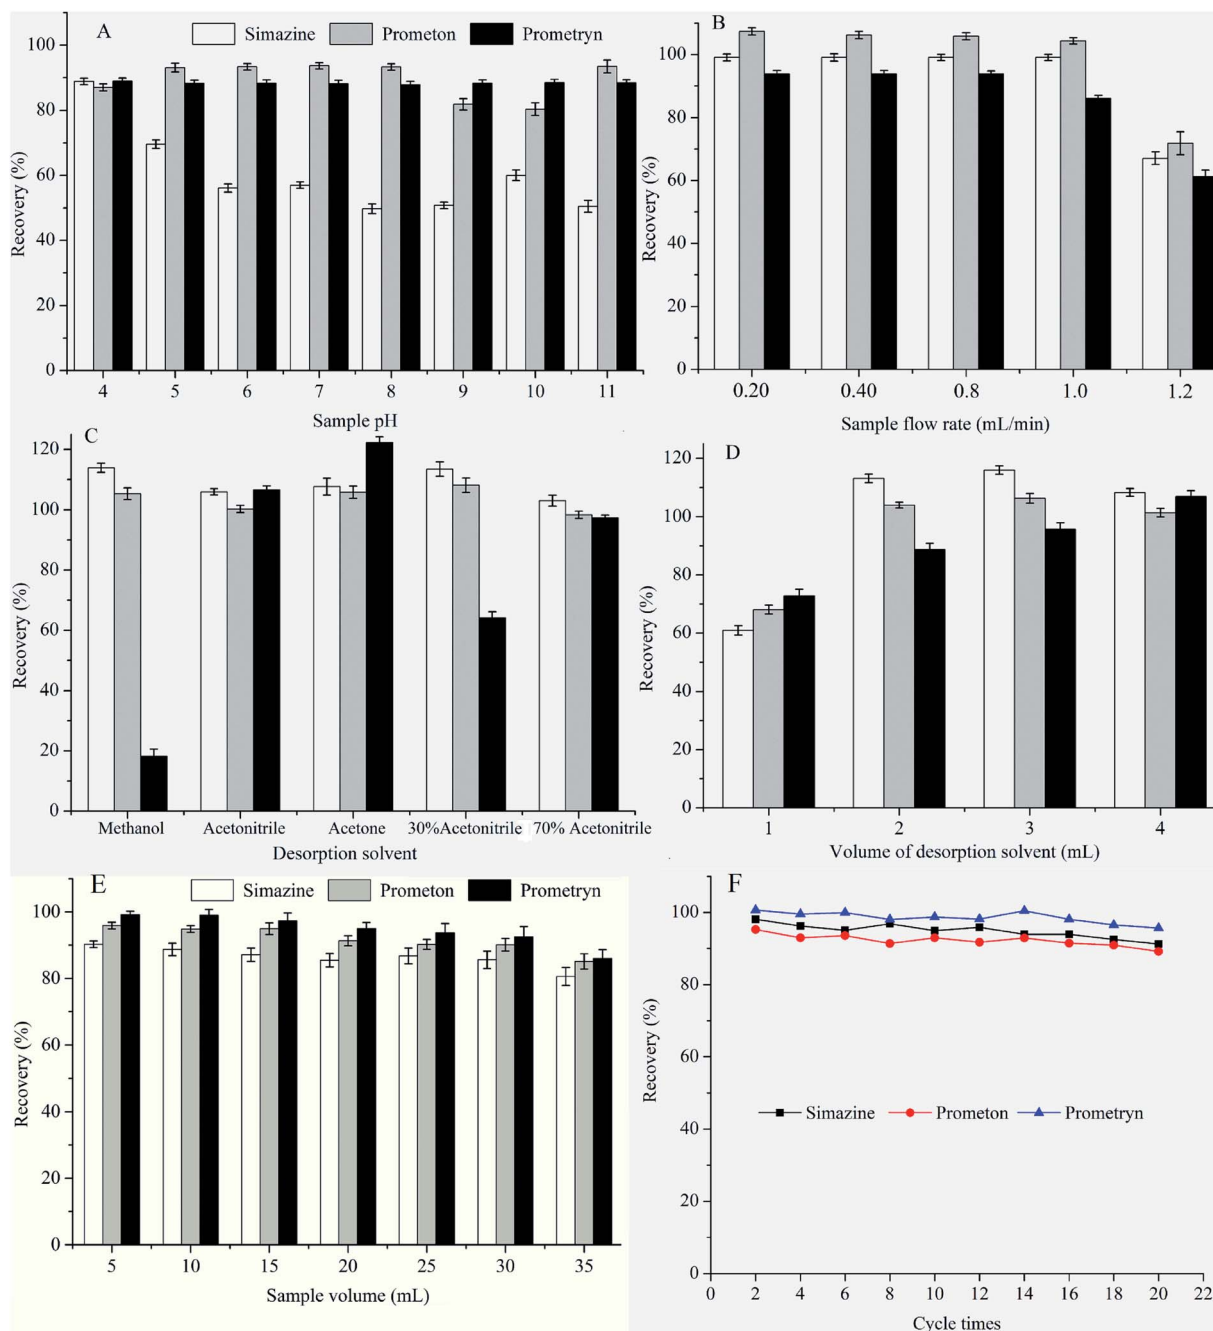 A
Simazine Prometon Prometryn
100
80
60
40
20
0
Recovery (%)
4 5 6 7 8 9 10 11
Sample pH
B
100
80
60
40
20
0
Recovery (%)
0.20 0.40 0.8 1.0 1.2
Sample flow rate (mL/min)
C
120
100
80
60
40
20
0
Recovery (%)
Methanol Acetonitrile Acetone 30%Acetonitrile 70% Acetonitrile
Desorption solvent
D
120
100
80
60
40
20
0
Recovery (%)
1 2 3 4
Volume of desorption solvent (mL)
E
Simazine Prometon Prometryn
100
80
60
40
20
0
Recovery (%)
5 10 15 20 25 30 35
Sample volume (mL)
F
100
80
60
40
20
0
Recovery (%)
Simazine Prometon Prometryn
0 2 4 6 8 10 12 14 16 18 20 22
Cycle times